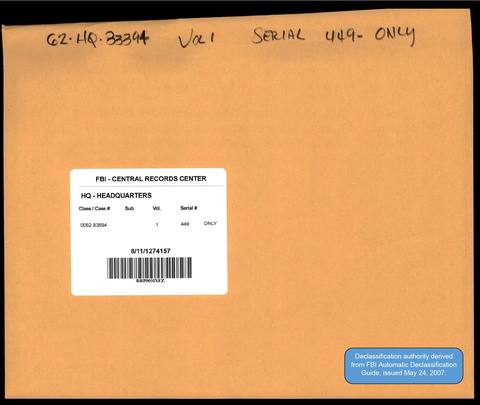 62-HQ-83894 Vol 1 SERIAL 449- ONLY
FBI - CENTRAL RECORDS CENTER
HQ - HEADQUARTERS
Class / Case # Sub Vol. Serial #
0062 83894 1 449 ONLY
8/11/1274157
Declassification authority derived
from FBI Automatic Declassification
Guide, issued May 24, 2007.